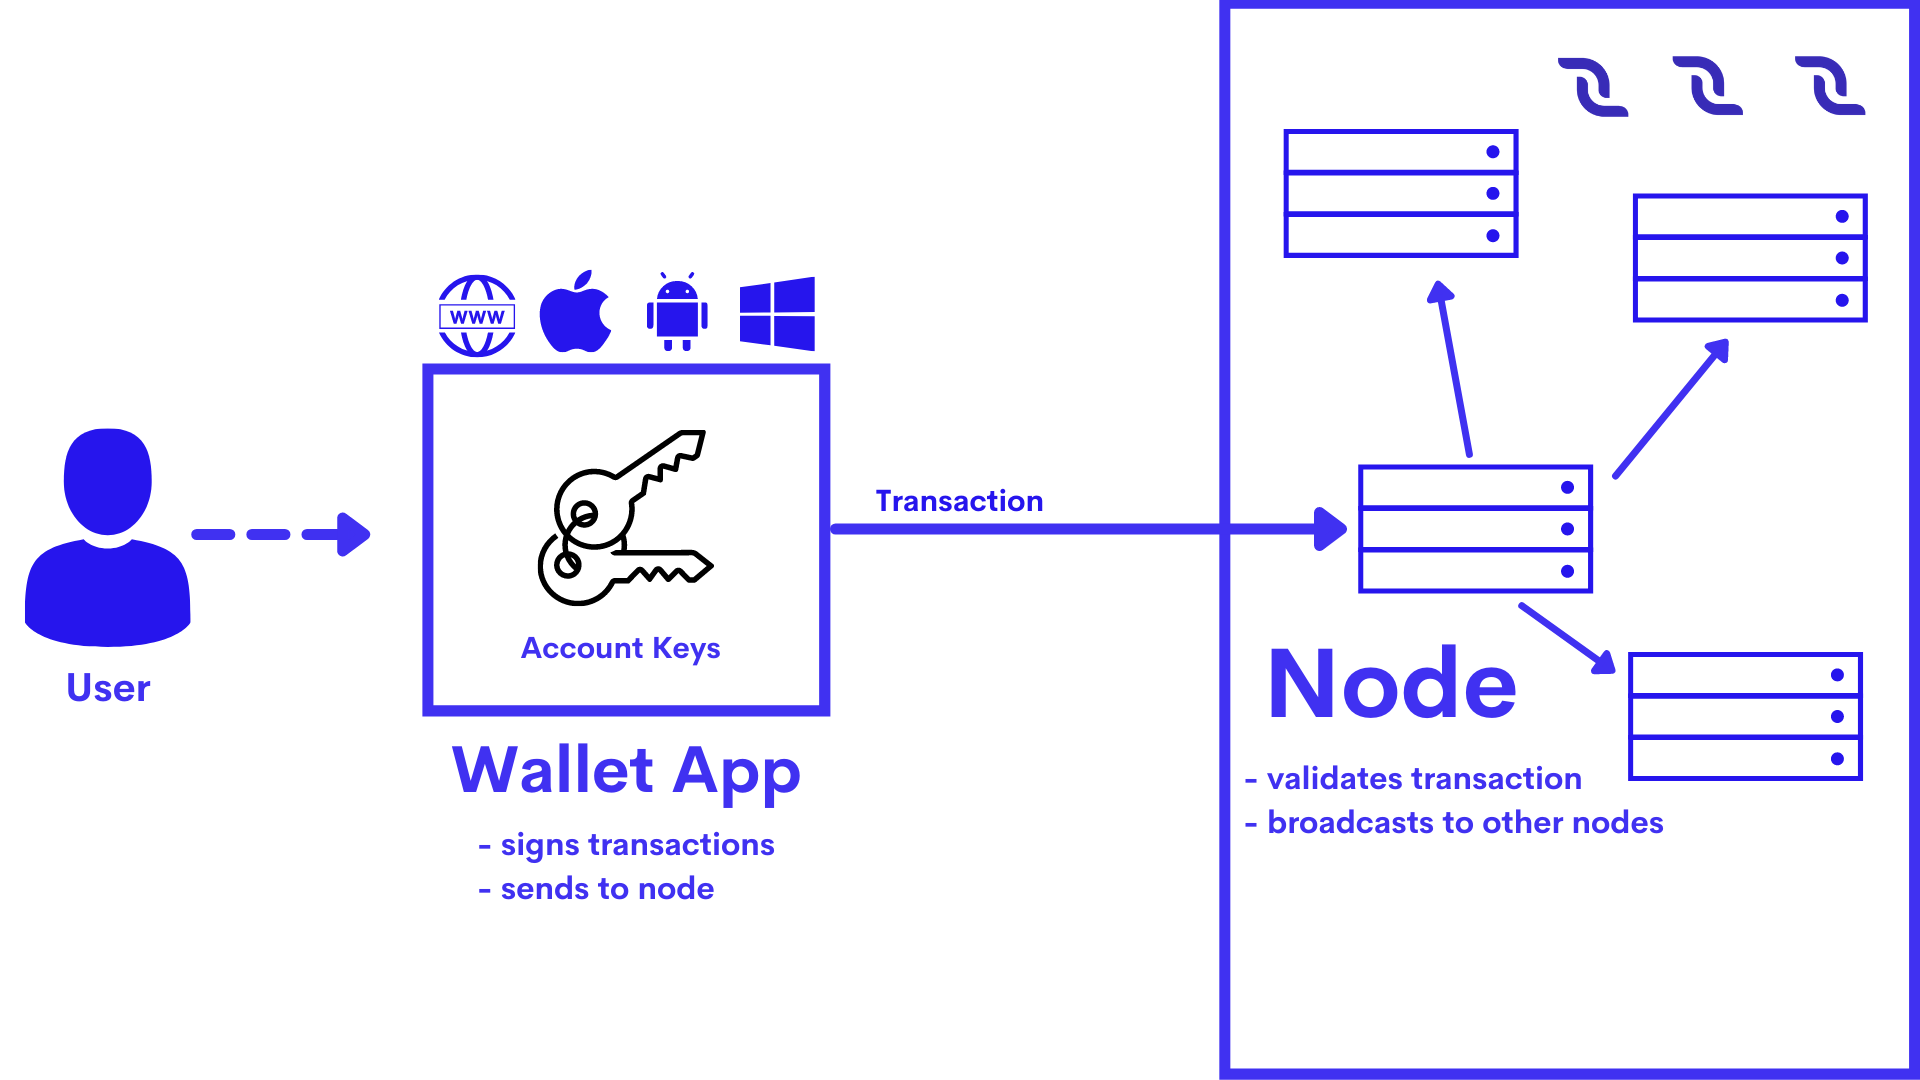 User
WWW
Account Keys
Wallet App
- signs transactions
- sends to node
Transaction
Node
- validates transaction
- broadcasts to other nodes